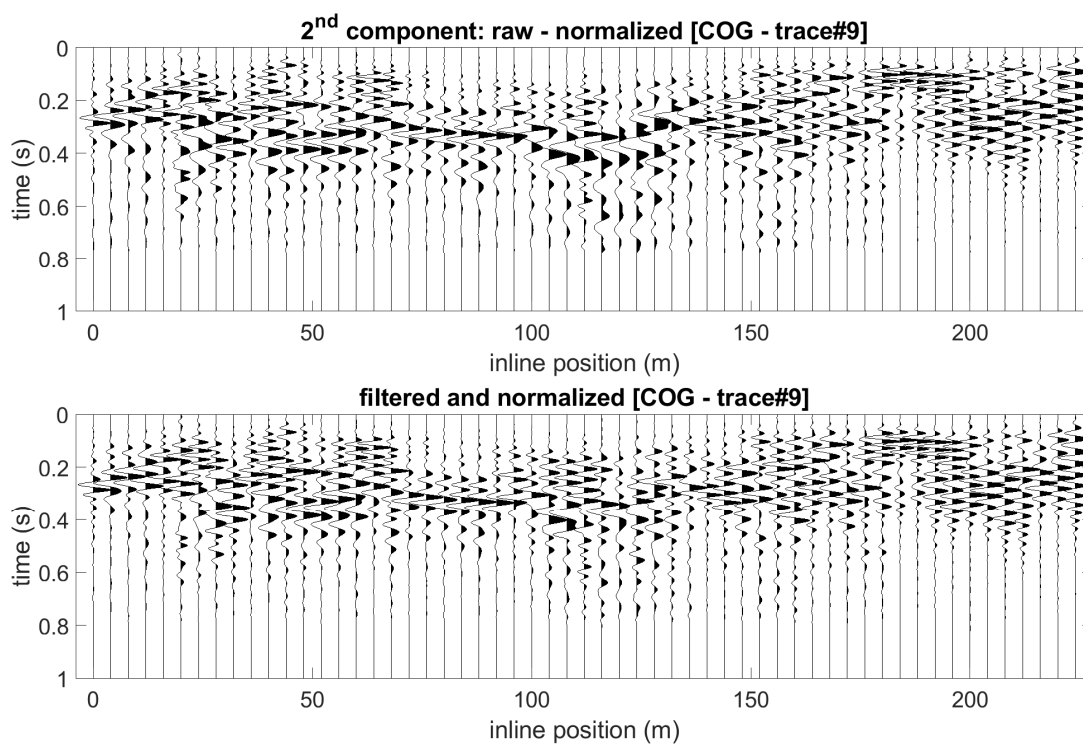 2nd component: raw - normalized [COG - trace#9]
0
0.2
0.4
0.6
0.8
1
time (s)
0 50 100 150 200
inline position (m)
filtered and normalized [COG - trace#9]
0
0.2
0.4
0.6
0.8
1
time (s)
0 50 100 150 200
inline position (m)